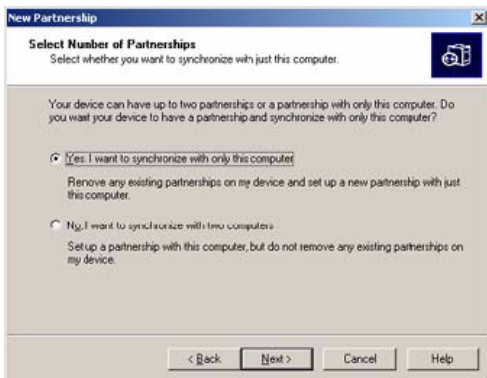 New Partnership
Select Number of Partnerships
Select whether you want to synchronize with just this computer.
Your device can have up to two partnerships or a partnership with only this computer. Do
you want your device to have a partnership and synchronize with only this computer?
Yes. I want to synchronize with only this computer
Remove any existing partnerships on my device and set up a new partnership with just
this computer.
No, I want to synchronize with two computers
Set up a partnership with this computer, but do not remove any existing partnerships on
my device.
< Back
Next >
Cancel
Help